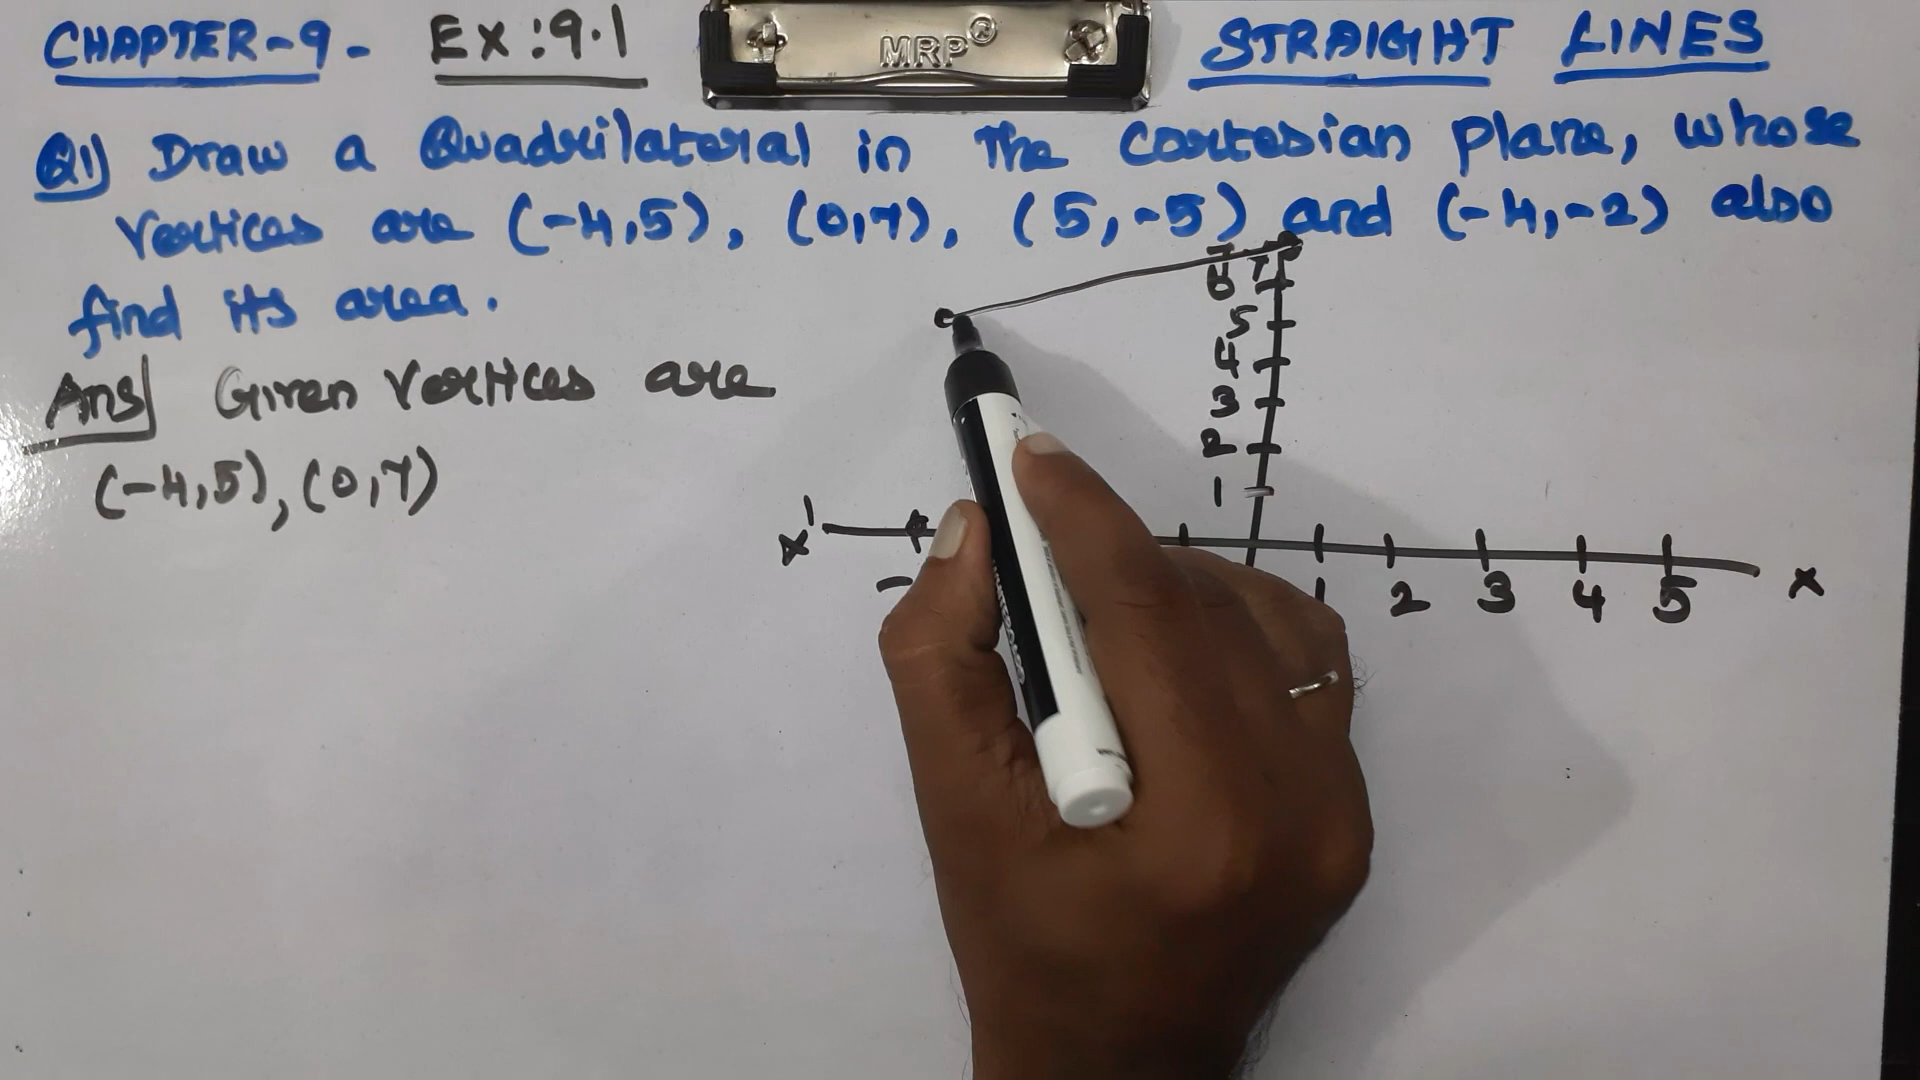 CHAPTER-9- Ex:9.1 MRP® STRAIGHT LINES
Q1) Draw a Quadrilateral in The cartesian plane, whose
Vertices are (-4,5), (0,7), (5,-5) and (-4,-2) also
find its area.
Ans) Given Vertices are
(-4,5), (0,7)
7 Y
6
5
4
3
2
1
X' X
1 2 3 4 5